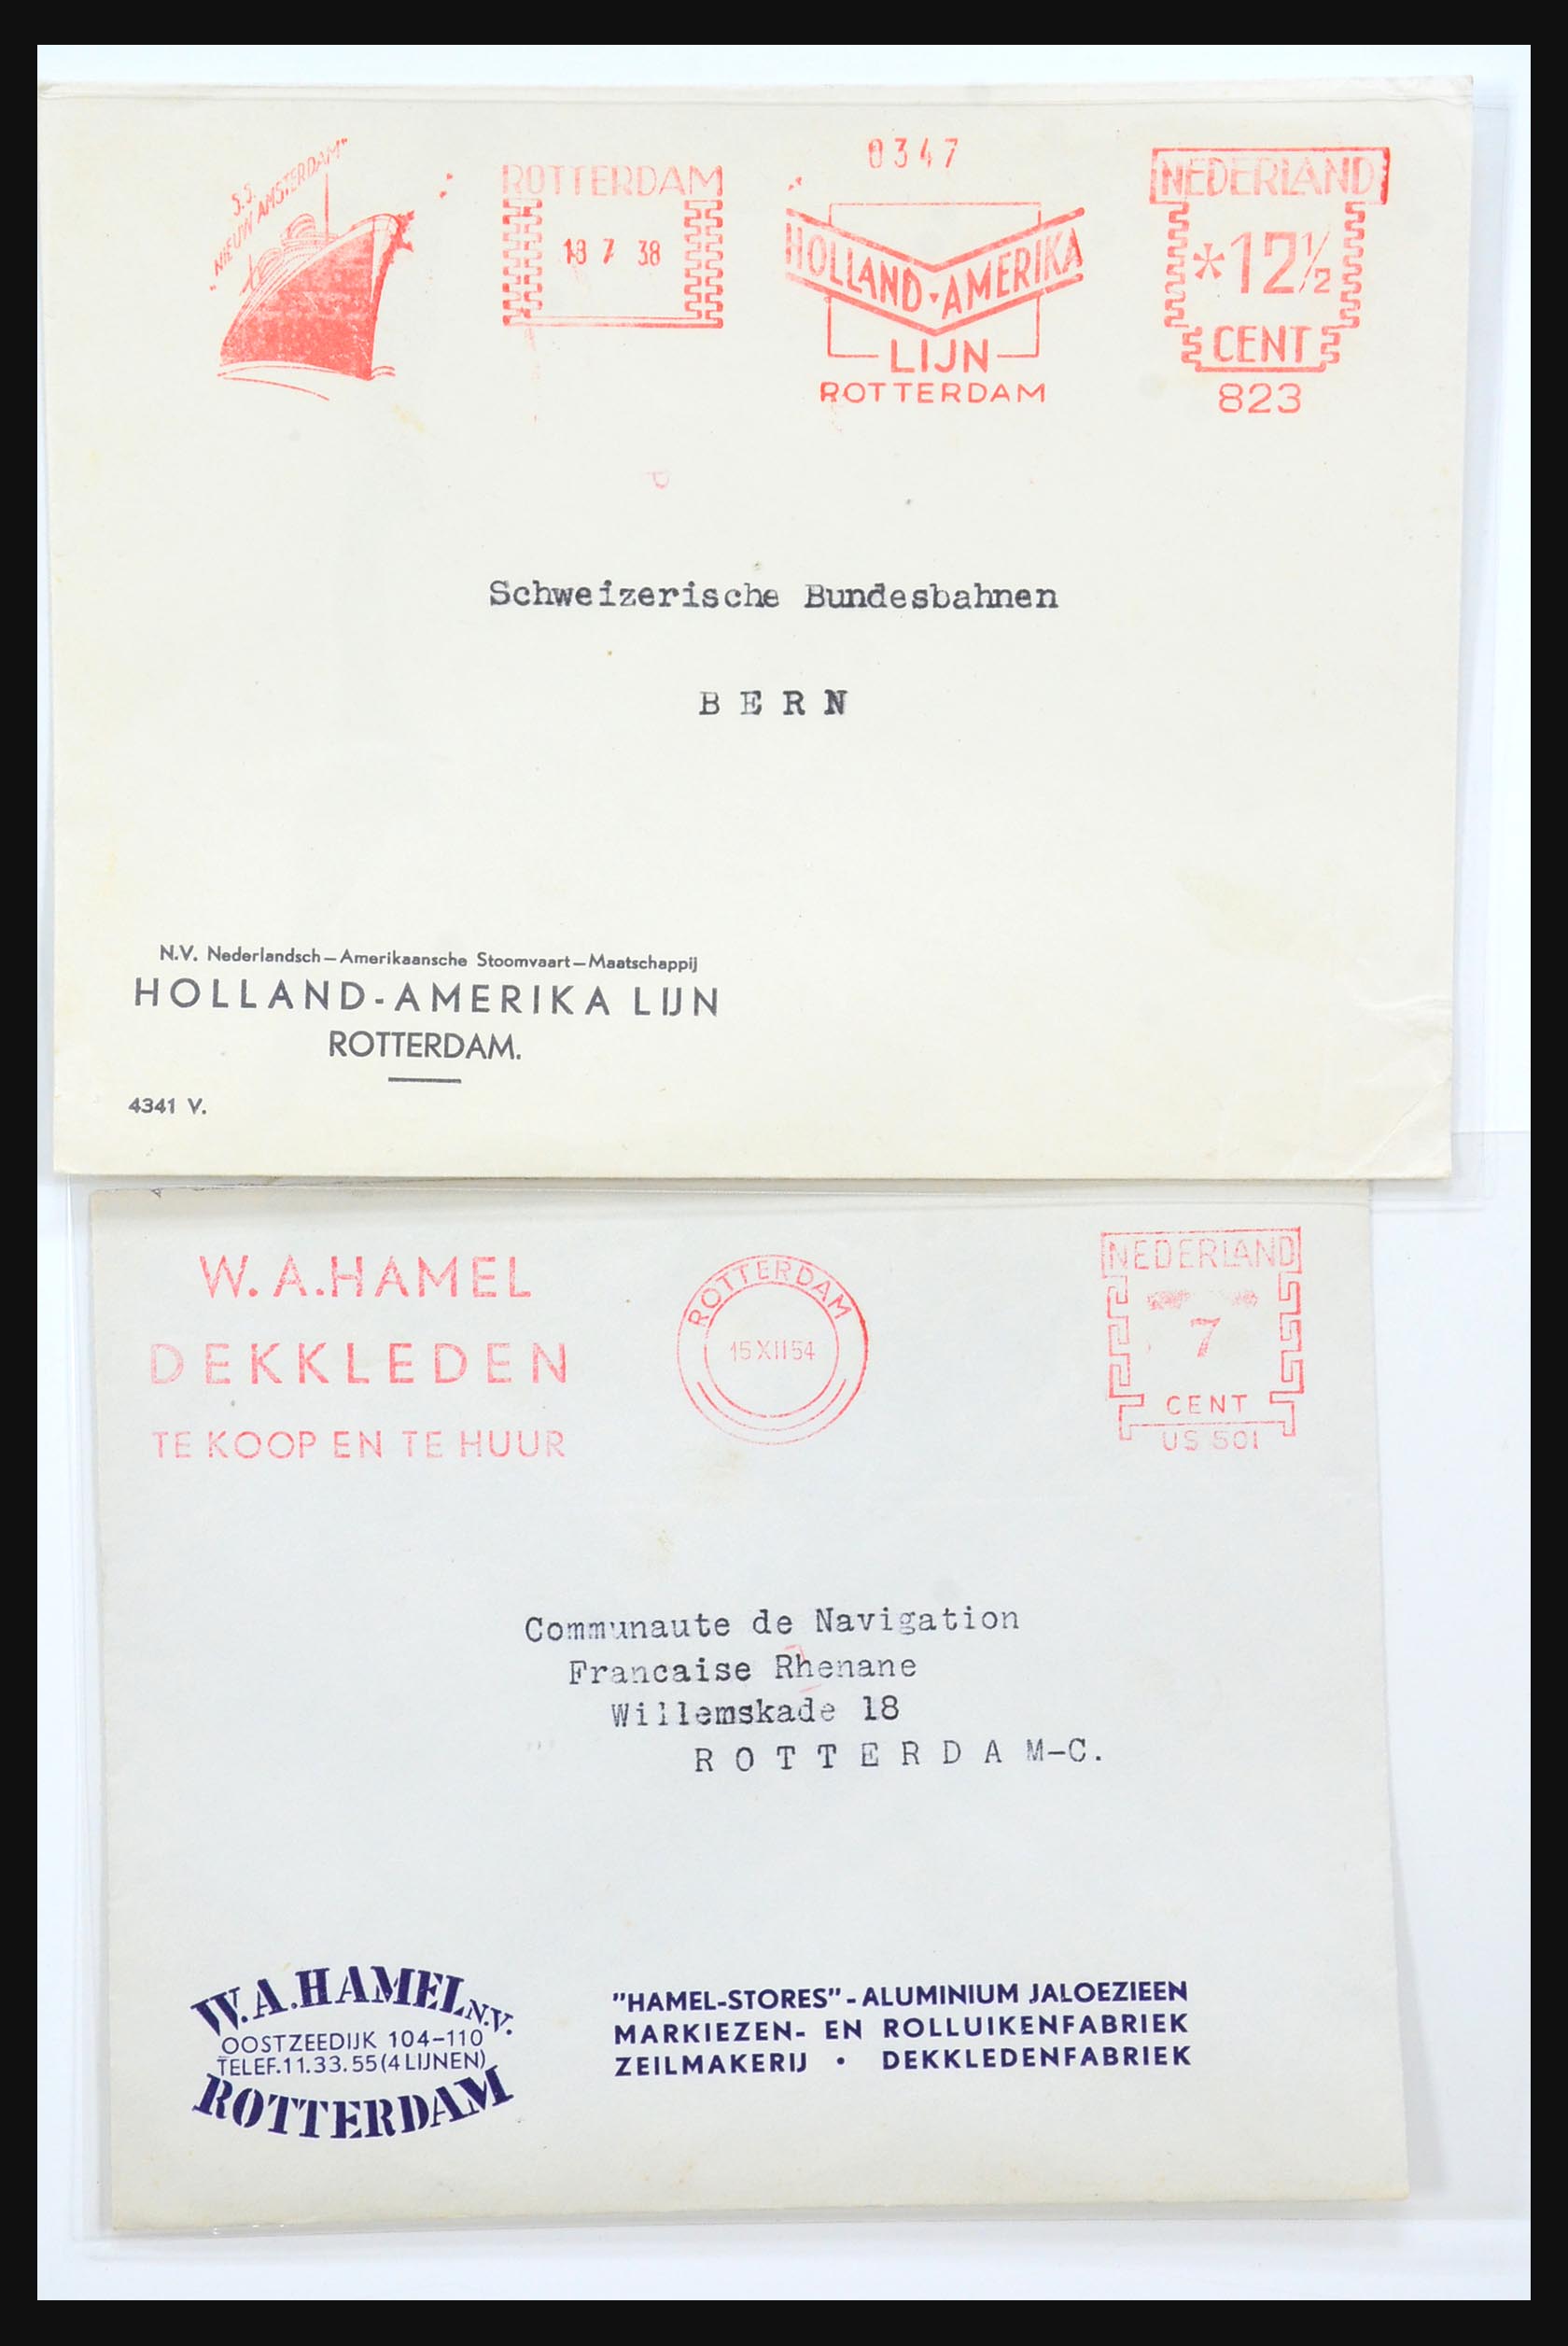 S.S.
"NIEUW AMSTERDAM"
ROTTERDAM
18 7 38
0347
HOLLAND-AMERIKA
LIJN
ROTTERDAM
NEDERLAND
*12½
CENT
823
Schweizerische Bundesbahnen
BERN
N.V. Nederlandsch—Amerikaansche Stoomvaart—Maatschappij
HOLLAND-AMERIKA LIJN
ROTTERDAM.
4341 V.
W.A.HAMEL
DEKKLEDEN
TE KOOP EN TE HUUR
ROTTERDAM
15 XII 54
NEDERLAND
7
CENT
US 501
Communaute de Navigation
Francaise Rhenane
Willemskade 18
ROTTERDAM-C.
W.A.HAMEL N.V.
OOSTZEEDIJK 104-110
TELEF. 11.33.55 (4 LIJNEN)
ROTTERDAM
"HAMEL-STORES" - ALUMINIUM JALOEZIEEN
MARKIEZEN- EN ROLLUIKENFABRIEK
ZEILMAKERIJ • DEKKLEDENFABRIEK